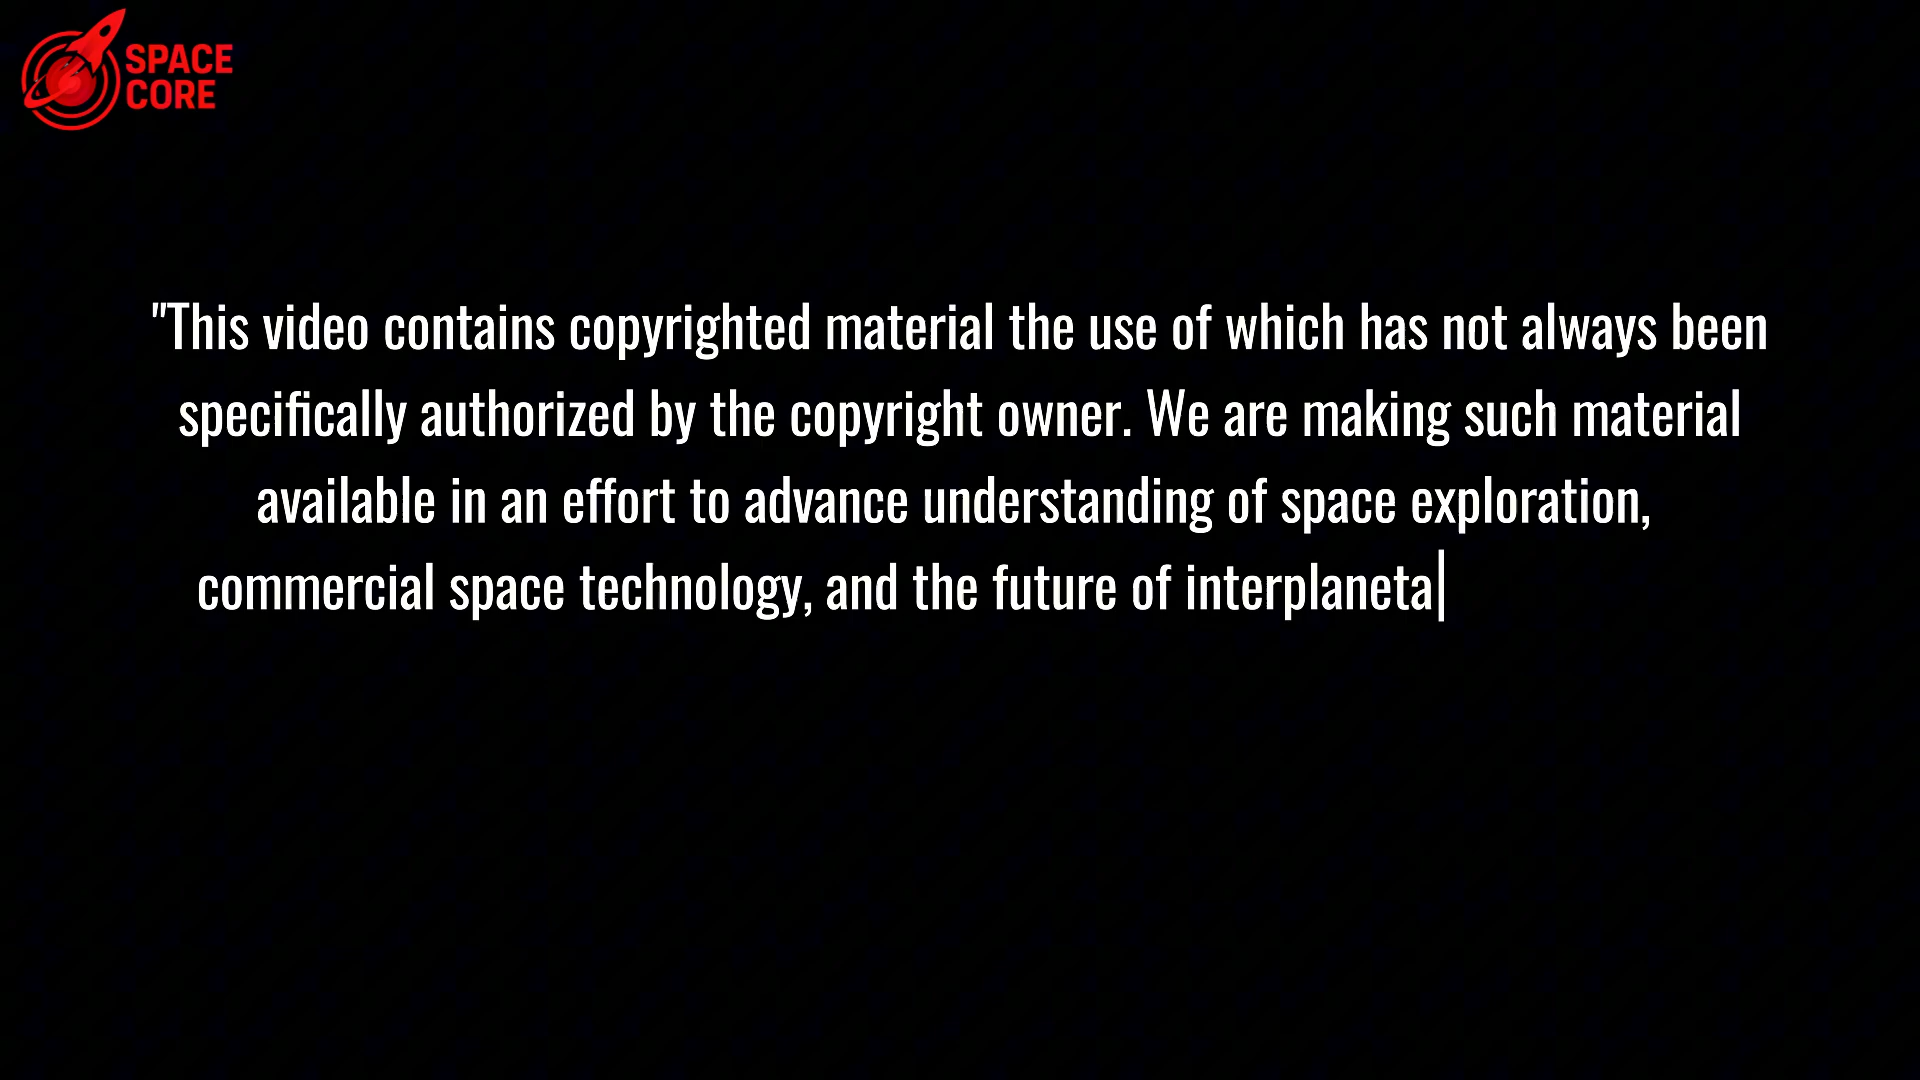 SPACE
CORE
"This video contains copyrighted material the use of which has not always been
specifically authorized by the copyright owner. We are making such material
available in an effort to advance understanding of space exploration,
commercial space technology, and the future of interplaneta